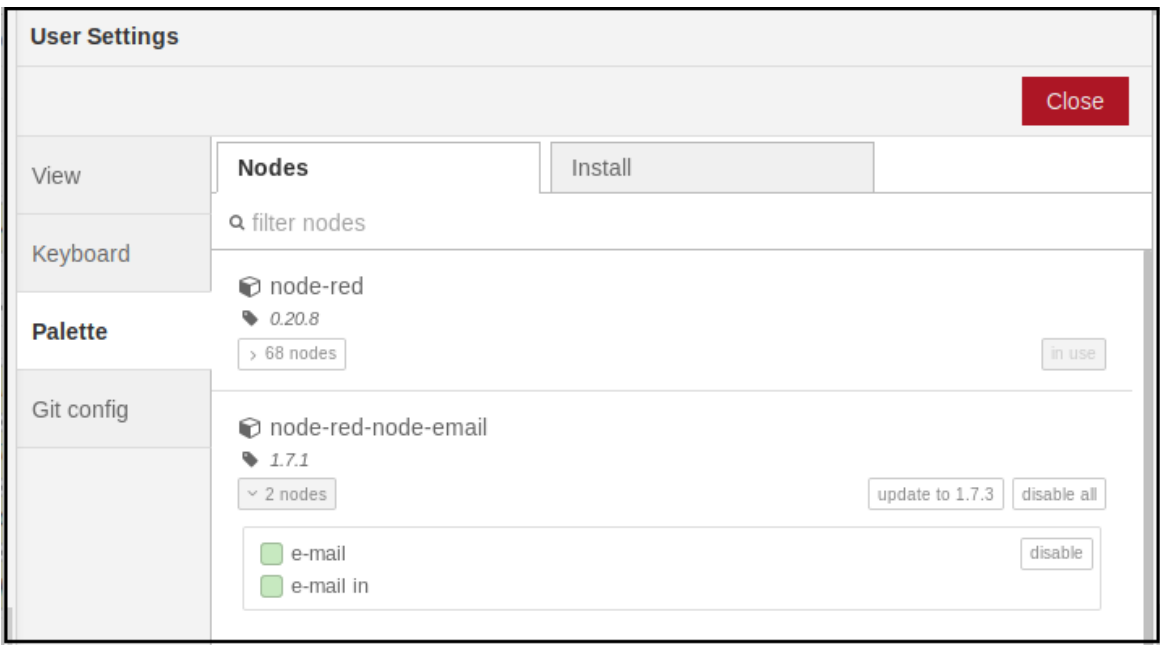 User Settings
Close
View
Keyboard
Palette
Git config
Nodes Install
filter nodes
node-red
0.20.8
68 nodes in use
node-red-node-email
1.7.1
2 nodes update to 1.7.3 disable all
e-mail disable
e-mail in